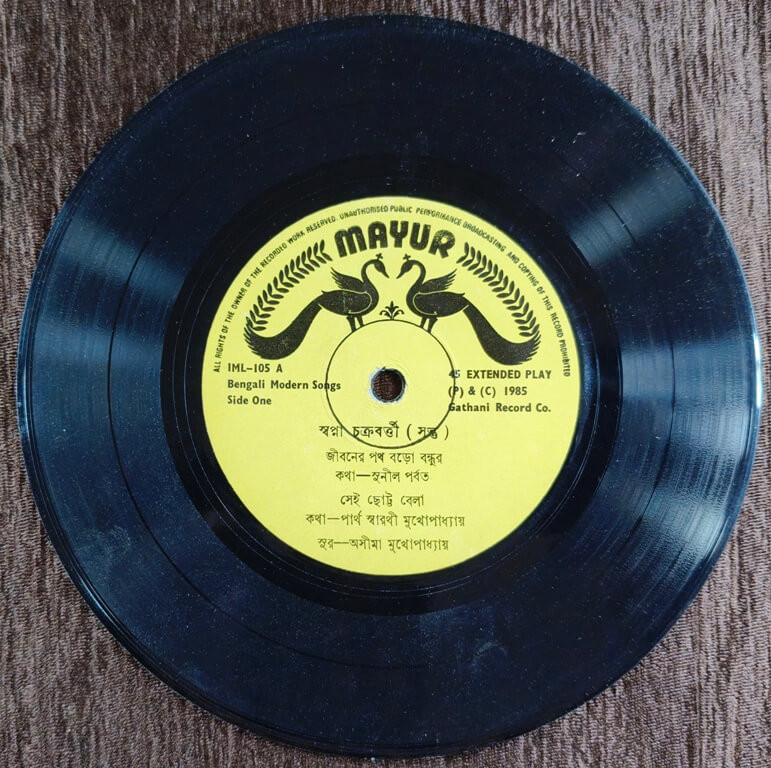 ALL RIGHTS OF THE OWNER OF THE RECORDED WORK RESERVED. UNAUTHORISED PUBLIC PERFORMANCE BROADCASTING AND COPYING OF THIS RECORD PROHIBITED
MAYUR
IML-105 A
Bengali Modern Songs
Side One
45 EXTENDED PLAY
(P) & (C) 1985
Gathani Record Co.
স্বপ্না চক্রবর্ত্তী ( সন্তু )
জীবনের পথ বড়ো বন্ধুর
কথা—সুনীল পর্বত
সেই ছোট্ট বেলা
কথা—পার্থ স্বারথী মুখোপাধ্যায়
সুর—অসীমা মুখোপাধ্যায়